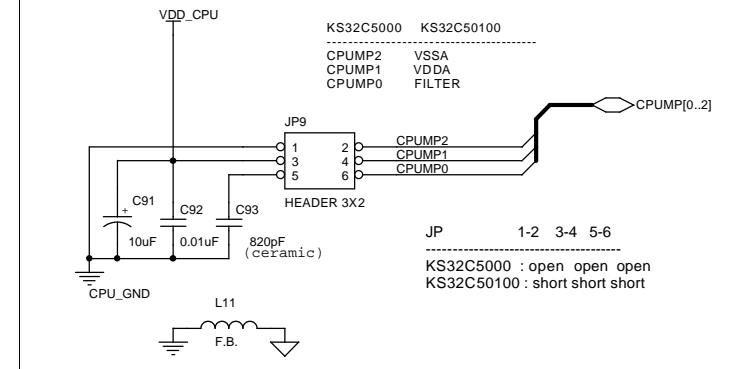 VDD_CPU
KS32C5000 KS32C50100
------------------------------------
CPUMP2 VSSA
CPUMP1 VDDA
CPUMP0 FILTER
CPUMP[0..2]
JP9
1 2 CPUMP2
3 4 CPUMP1
5 6 CPUMP0
HEADER 3X2
C91 C92 C93
+
10uF 0.01uF 820pF
(ceramic)
CPU_GND
JP 1-2 3-4 5-6
------------------------------------
KS32C5000 : open open open
KS32C50100 : short short short
L11
F.B.